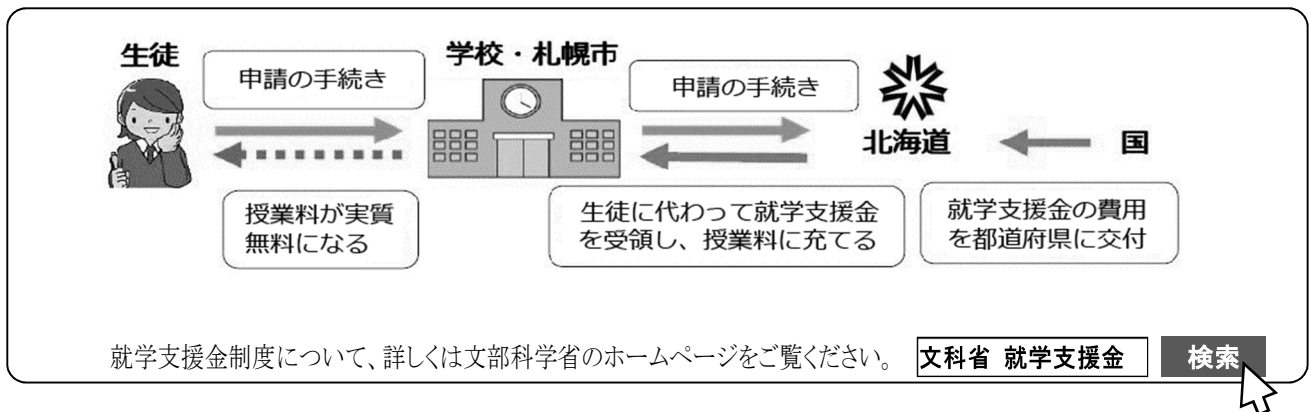 生徒
申請の手続き
学校・札幌市
申請の手続き
北海道
国
授業料が実質
無料になる
生徒に代わって就学支援金
を受領し、授業料に充てる
就学支援金の費用
を都道府県に交付
就学支援金制度について、詳しくは文部科学省のホームページをご覧ください。
文科省 就学支援金
検索